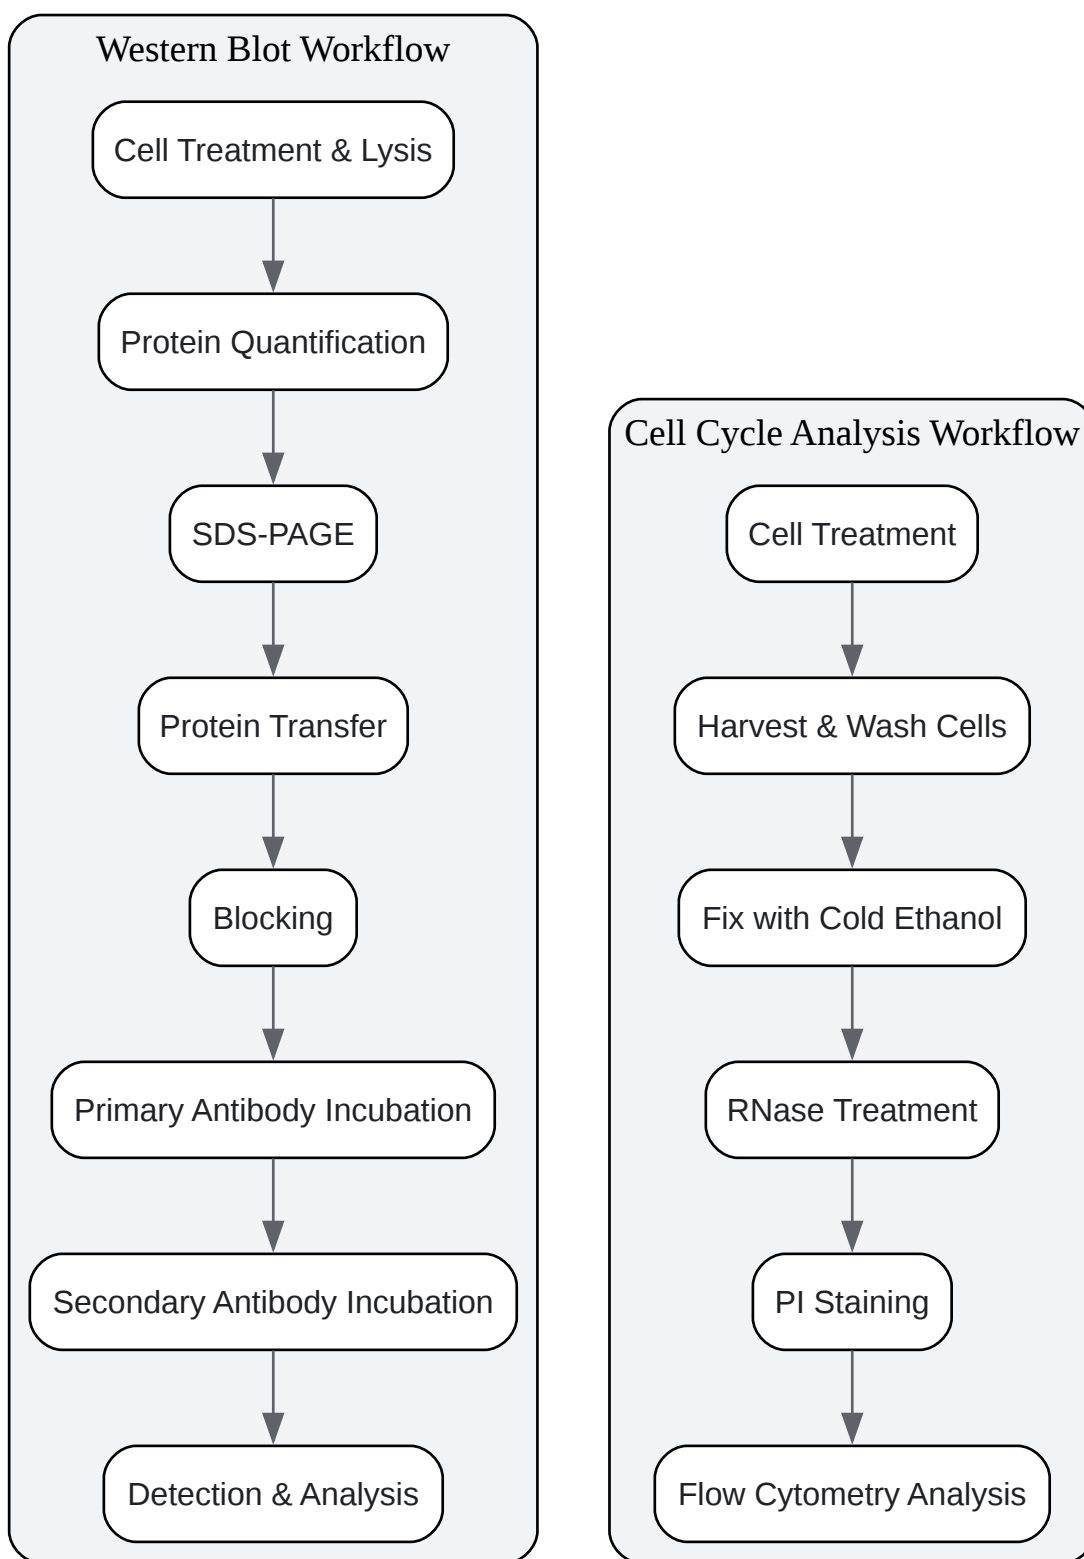 Western Blot Workflow
Cell Treatment & Lysis
Protein Quantification
SDS-PAGE
Protein Transfer
Blocking
Primary Antibody Incubation
Secondary Antibody Incubation
Detection & Analysis
Cell Cycle Analysis Workflow
Cell Treatment
Harvest & Wash Cells
Fix with Cold Ethanol
RNase Treatment
PI Staining
Flow Cytometry Analysis